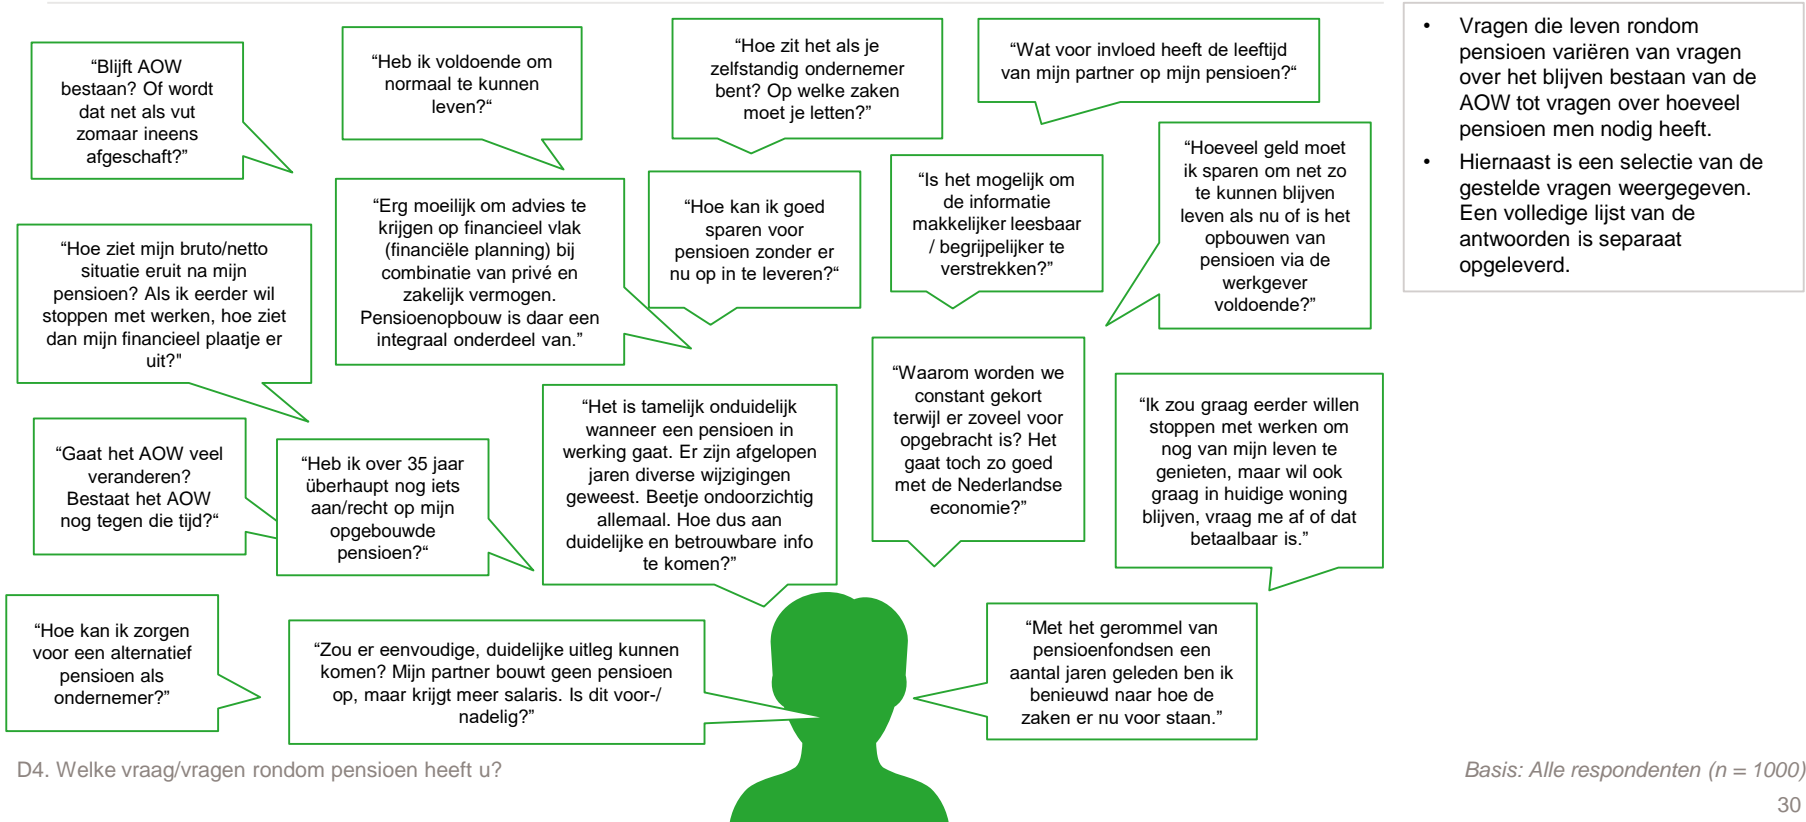 “Blijft AOW
bestaan? Of wordt
dat net als vut
zomaar ineens
afgeschaft?”
“Heb ik voldoende om
normaal te kunnen
leven?“
“Hoe zit het als je
zelfstandig ondernemer
bent? Op welke zaken
moet je letten?”
“Wat voor invloed heeft de leeftijd
van mijn partner op mijn pensioen?“
“Hoe ziet mijn bruto/netto
situatie eruit na mijn
pensioen? Als ik eerder wil
stoppen met werken, hoe ziet
dan mijn financieel plaatje er
uit?"
“Erg moeilijk om advies te
krijgen op financieel vlak
(financiële planning) bij
combinatie van privé en
zakelijk vermogen.
Pensioenopbouw is daar een
integraal onderdeel van.”
“Hoe kan ik goed
sparen voor
pensioen zonder er
nu op in te leveren?“
“Is het mogelijk om
de informatie
makkelijker leesbaar
/ begrijpelijker te
verstrekken?”
“Hoeveel geld moet
ik sparen om net zo
te kunnen blijven
leven als nu of is het
opbouwen van
pensioen via de
werkgever
voldoende?”
“Gaat het AOW veel
veranderen?
Bestaat het AOW
nog tegen die tijd?“
“Heb ik over 35 jaar
überhaupt nog iets
aan/recht op mijn
opgebouwde
pensioen?“
“Het is tamelijk onduidelijk
wanneer een pensioen in
werking gaat. Er zijn afgelopen
jaren diverse wijzigingen
geweest. Beetje ondoorzichtig
allemaal. Hoe dus aan
duidelijke en betrouwbare info
te komen?”
“Waarom worden we
constant gekort
terwijl er zoveel voor
opgebracht is? Het
gaat toch zo goed
met de Nederlandse
economie?”
“Ik zou graag eerder willen
stoppen met werken om
nog van mijn leven te
genieten, maar wil ook
graag in huidige woning
blijven, vraag me af of dat
betaalbaar is.”
“Hoe kan ik zorgen
voor een alternatief
pensioen als
ondernemer?”
“Zou er eenvoudige, duidelijke uitleg kunnen
komen? Mijn partner bouwt geen pensioen
op, maar krijgt meer salaris. Is dit voor-/
nadelig?”
“Met het gerommel van
pensioenfondsen een
aantal jaren geleden ben ik
benieuwd naar hoe de
zaken er nu voor staan.”
• Vragen die leven rondom
pensioen variëren van vragen
over het blijven bestaan van de
AOW tot vragen over hoeveel
pensioen men nodig heeft.
• Hiernaast is een selectie van de
gestelde vragen weergegeven.
Een volledige lijst van de
antwoorden is separaat
opgeleverd.
D4. Welke vraag/vragen rondom pensioen heeft u?
Basis: Alle respondenten (n = 1000)
30